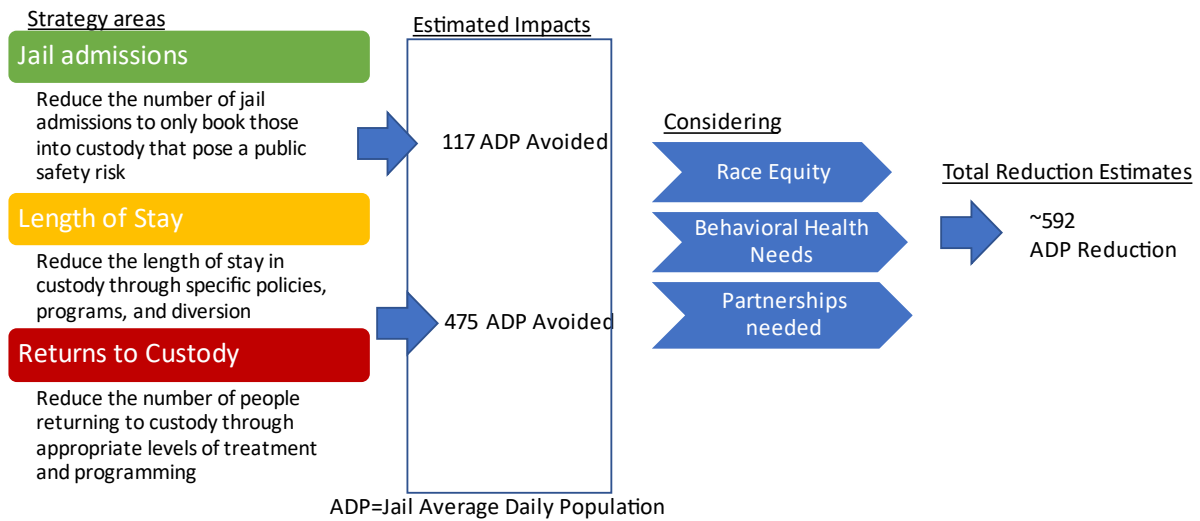 Strategy areas
Jail admissions
Reduce the number of jail
admissions to only book those
into custody that pose a public
safety risk
Length of Stay
Reduce the length of stay in
custody through specific policies,
programs, and diversion
Returns to Custody
Reduce the number of people
returning to custody through
appropriate levels of treatment
and programming
Estimated Impacts
117 ADP Avoided
475 ADP Avoided
ADP=Jail Average Daily Population
Considering
Race Equity
Behavioral Health
Needs
Partnerships
needed
Total Reduction Estimates
~592
ADP Reduction